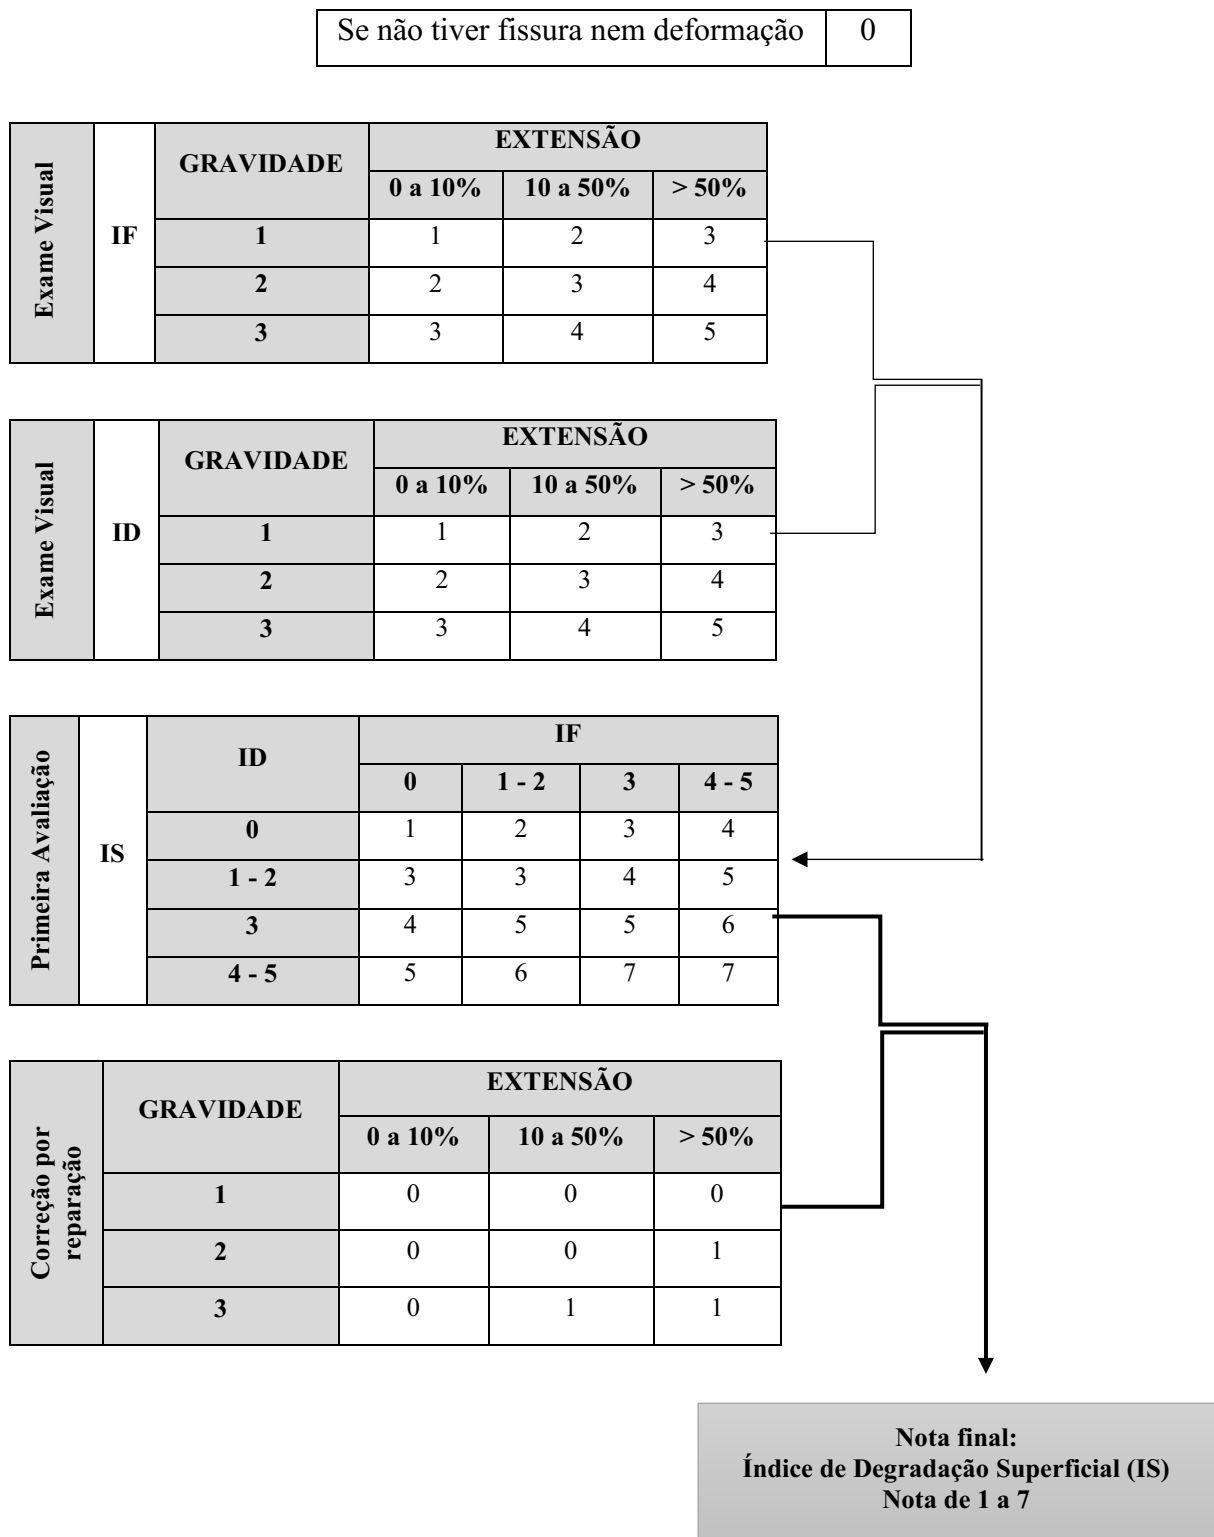 Se não tiver fissura nem deformação 0
Exame Visual
IF
GRAVIDADE
EXTENSÃO
0 a 10% 10 a 50% > 50%
1 1 2 3
2 2 3 4
3 3 4 5
Exame Visual
ID
GRAVIDADE
EXTENSÃO
0 a 10% 10 a 50% > 50%
1 1 2 3
2 2 3 4
3 3 4 5
Primeira Avaliação
IS
ID
IF
0 1 - 2 3 4 - 5
0 1 2 3 4
1 - 2 3 3 4 5
3 4 5 5 6
4 - 5 5 6 7 7
Correção por
reparação
GRAVIDADE
EXTENSÃO
0 a 10% 10 a 50% > 50%
1 0 0 0
2 0 0 1
3 0 1 1
Nota final:
Índice de Degradação Superficial (IS)
Nota de 1 a 7